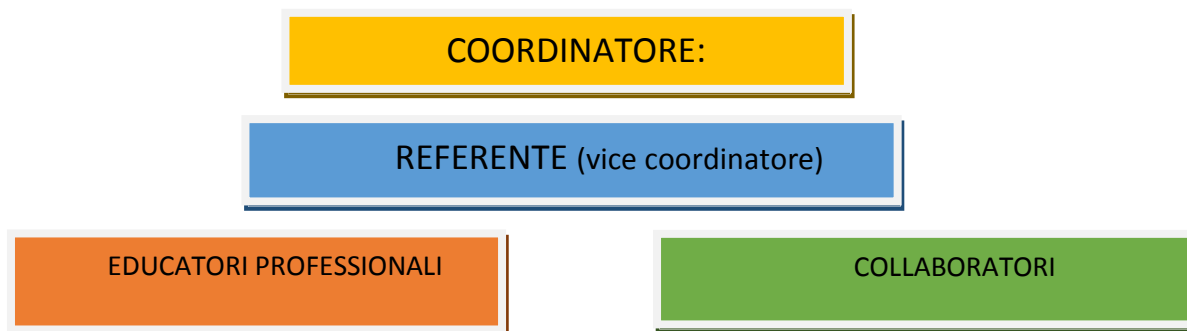 COORDINATORE:
REFERENTE (vice coordinatore)
EDUCATORI PROFESSIONALI
COLLABORATORI